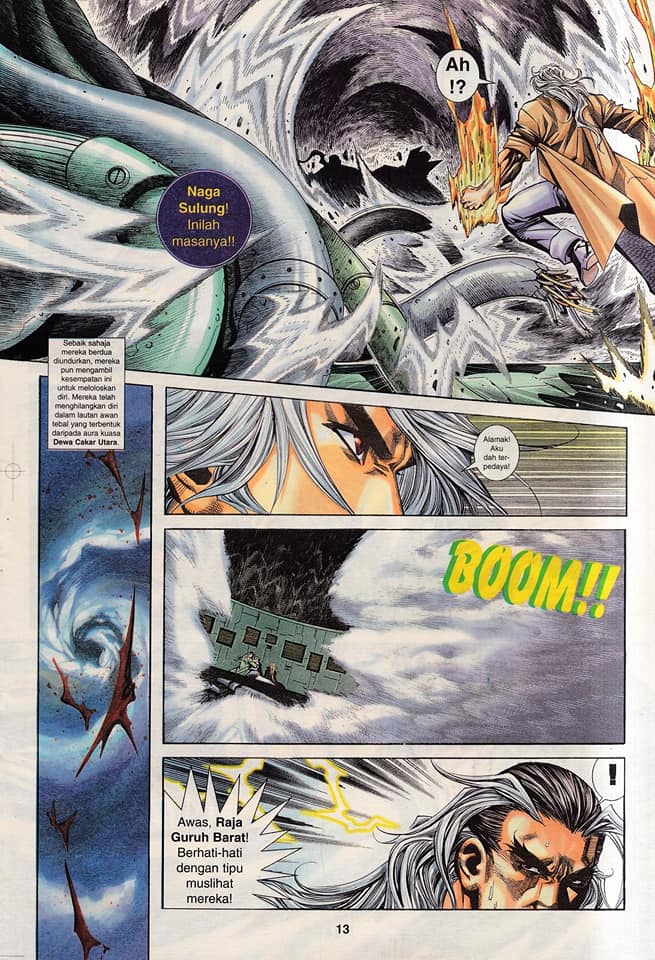 Ah
!?
Naga
Sulung!
Inilah
masanya!!
Sebaik sahaja
mereka berdua
diundurkan, mereka
pun mengambil
kesempatan ini
untuk meloloskan
diri. Mereka telah
menghilangkan diri
dalam lautan awan
tebal yang terbentuk
daripada aura kuasa
Dewa Cakar Utara.
Alamak!
Aku
dah ter-
pedaya!
BOOM!!
Awas, Raja
Guruh Barat!
Berhati-hati
dengan tipu
muslihat
mereka!
!
13